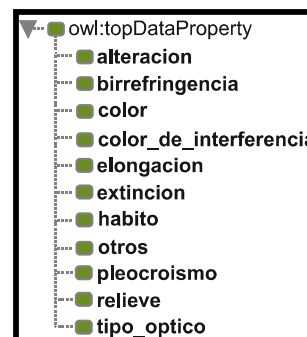 owl:topDataProperty
alteracion
birrefringencia
color
color_de_interferencia
elongacion
extincion
habito
otros
pleocroismo
relieve
tipo_optico